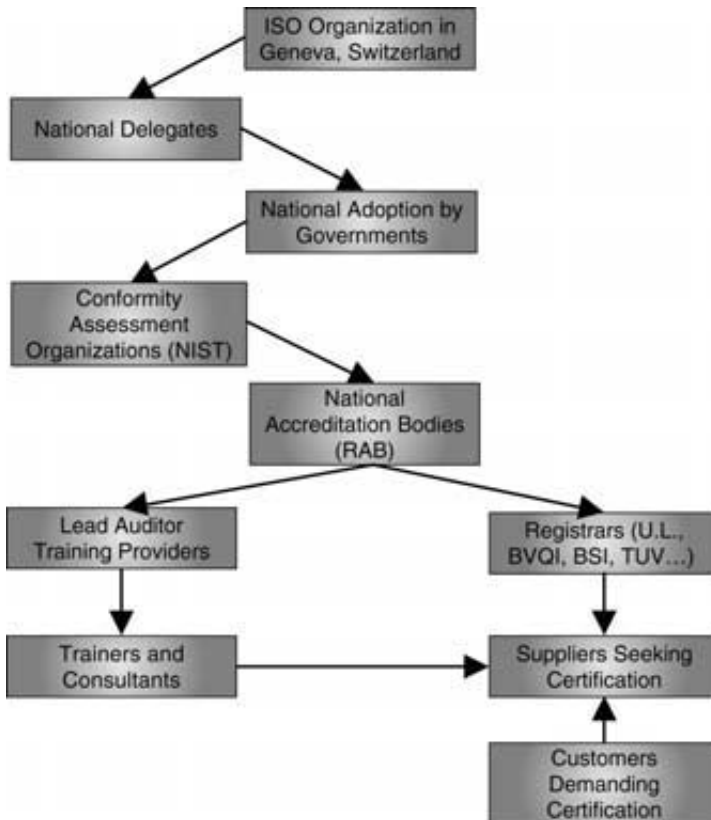 ISO Organization in
Geneva, Switzerland
National Delegates
National Adoption by
Governments
Conformity
Assessment
Organizations (NIST)
National
Accreditation Bodies
(RAB)
Lead Auditor
Training Providers
Registrars (U.L.,
BVQI, BSI, TUV...)
Trainers and
Consultants
Suppliers Seeking
Certification
Customers
Demanding
Certification